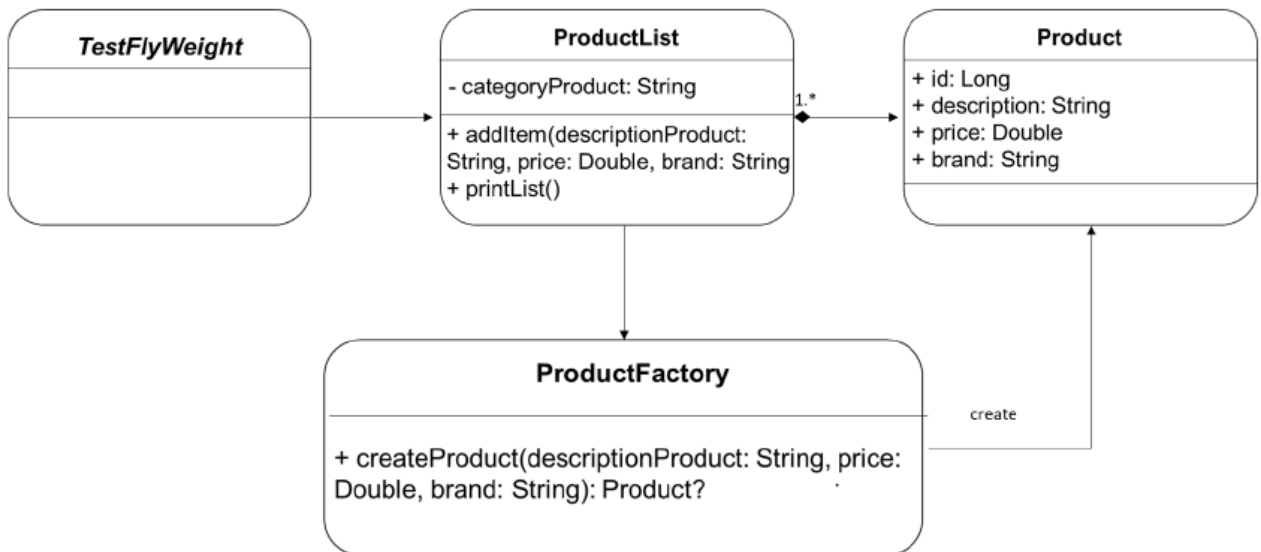 TestFlyWeight
ProductList
- categoryProduct: String
+ addItem(descriptionProduct:
String, price: Double, brand: String
+ printList()
1.*
Product
+ id: Long
+ description: String
+ price: Double
+ brand: String
ProductFactory
+ createProduct(descriptionProduct: String, price:
Double, brand: String): Product?
create